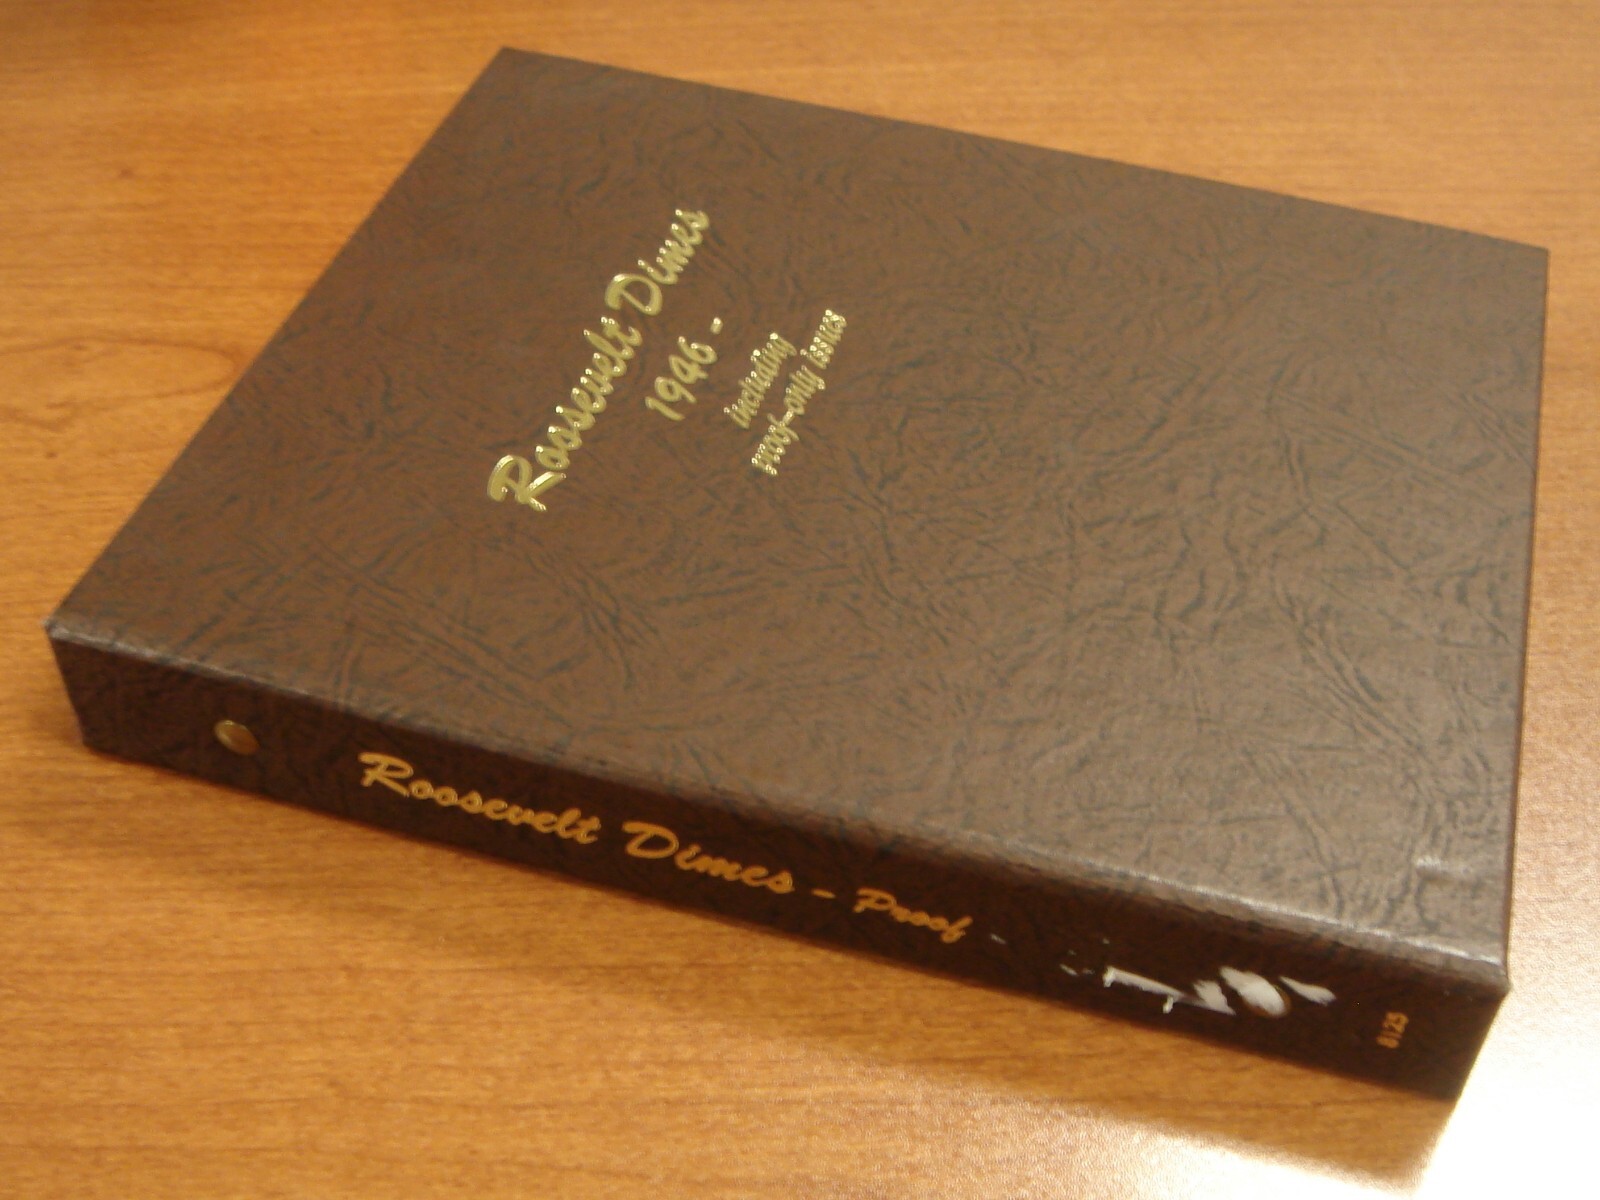 Roosevelt Dimes
1946 -
including
proof-only issues
Roosevelt Dimes - Proof
8125